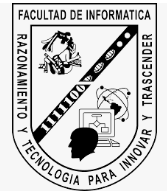 FACULTAD DE INFORMATICA
RAZONAMIENTO Y TECNOLOGIA PARA INNOVAR Y TRASCENDER